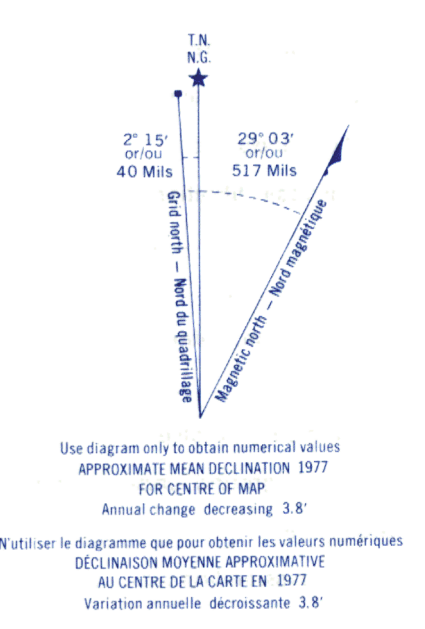 T.N.
N.G.
2° 15′
or/ou
40 Mils
29° 03′
or/ou
517 Mils
Grid north — Nord du quadrillage
Magnetic north — Nord magnétique
Use diagram only to obtain numerical values
APPROXIMATE MEAN DECLINATION 1977
FOR CENTRE OF MAP
Annual change decreasing 3.8′
N'utiliser le diagramme que pour obtenir les valeurs numériques
DÉCLINAISON MOYENNE APPROXIMATIVE
AU CENTRE DE LA CARTE EN 1977
Variation annuelle décroissante 3.8′